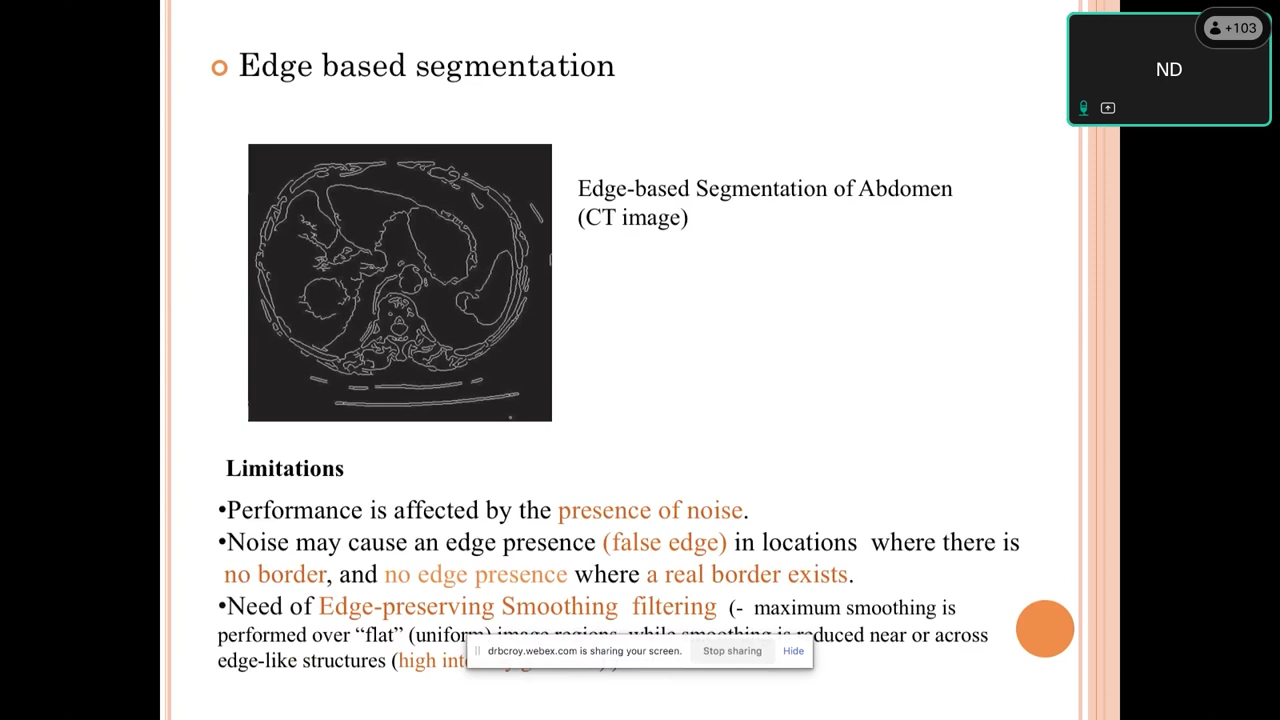 Edge based segmentation
+103
ND
Edge-based Segmentation of Abdomen
(CT image)
Limitations
•Performance is affected by the presence of noise.
•Noise may cause an edge presence (false edge) in locations where there is
no border, and no edge presence where a real border exists.
•Need of Edge-preserving Smoothing filtering (- maximum smoothing is
performed over “flat” (uniform) image regions, while smoothing is reduced near or across
edge-like structures (high
drbcroy.webex.com is sharing your screen. Stop sharing Hide